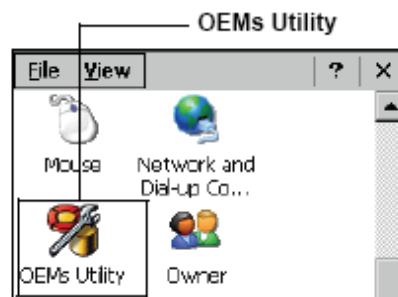 OEMs Utility
File View ? ×
Mouse
Network and
Dial-up Co...
OEMs Utility
Owner